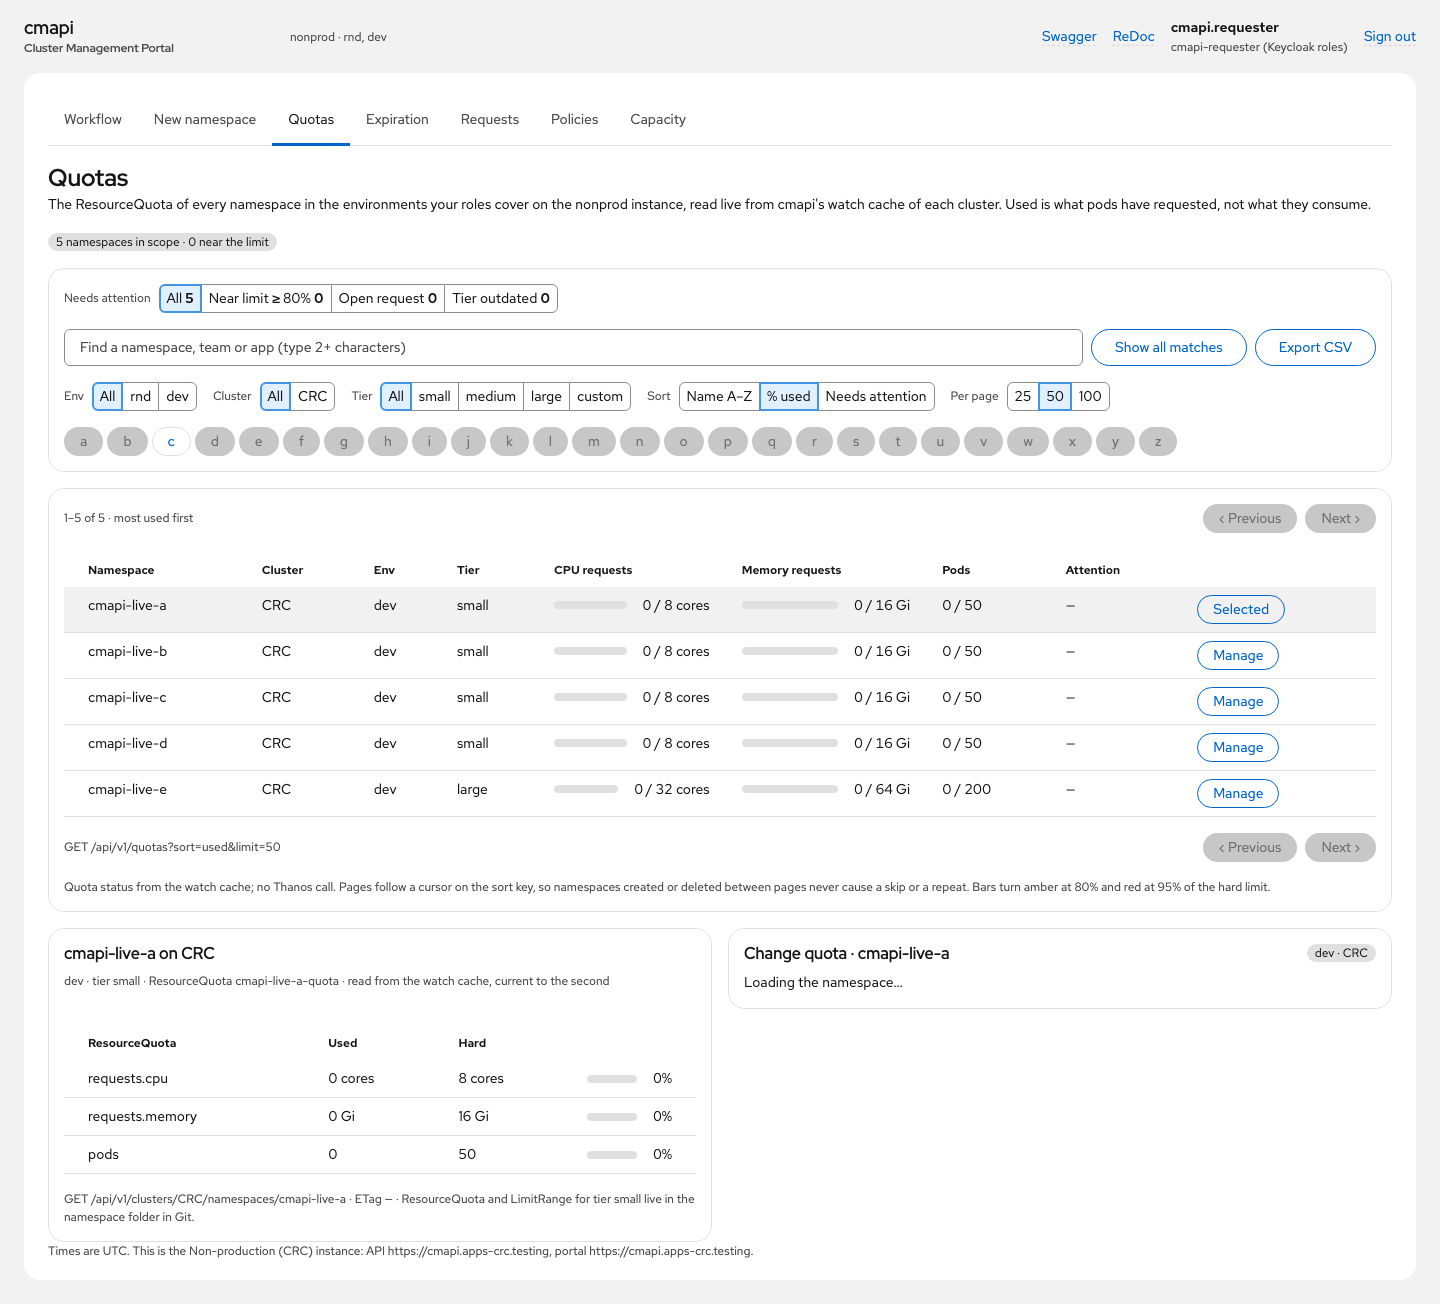 cmapi
Cluster Management Portal
nonprod · rnd, dev
Swagger
ReDoc
cmapi.requester
cmapi-requester (Keycloak roles)
Sign out
Workflow
New namespace
Quotas
Expiration
Requests
Policies
Capacity
Quotas
The ResourceQuota of every namespace in the environments your roles cover on the nonprod instance, read live from cmapi's watch cache of each cluster. Used is what pods have requested, not what they consume.
5 namespaces in scope · 0 near the limit
Needs attention All 5 Near limit ≥ 80% 0 Open request 0 Tier outdated 0
Find a namespace, team or app (type 2+ characters)
Show all matches
Export CSV
Env All rnd dev Cluster All CRC Tier All small medium large custom Sort Name A–Z % used Needs attention Per page 25 50 100
a b c d e f g h i j k l m n o p q r s t u v w x y z
1–5 of 5 · most used first
‹ Previous Next ›
Namespace Cluster Env Tier CPU requests Memory requests Pods Attention
cmapi-live-a CRC dev small 0 / 8 cores 0 / 16 Gi 0 / 50 — Selected
cmapi-live-b CRC dev small 0 / 8 cores 0 / 16 Gi 0 / 50 — Manage
cmapi-live-c CRC dev small 0 / 8 cores 0 / 16 Gi 0 / 50 — Manage
cmapi-live-d CRC dev small 0 / 8 cores 0 / 16 Gi 0 / 50 — Manage
cmapi-live-e CRC dev large 0 / 32 cores 0 / 64 Gi 0 / 200 — Manage
GET /api/v1/quotas?sort=used&limit=50
‹ Previous Next ›
Quota status from the watch cache; no Thanos call. Pages follow a cursor on the sort key, so namespaces created or deleted between pages never cause a skip or a repeat. Bars turn amber at 80% and red at 95% of the hard limit.
cmapi-live-a on CRC
dev · tier small · ResourceQuota cmapi-live-a-quota · read from the watch cache, current to the second
ResourceQuota Used Hard
requests.cpu 0 cores 8 cores 0%
requests.memory 0 Gi 16 Gi 0%
pods 0 50 0%
GET /api/v1/clusters/CRC/namespaces/cmapi-live-a · ETag — · ResourceQuota and LimitRange for tier small live in the
namespace folder in Git.
Change quota · cmapi-live-a
dev · CRC
Loading the namespace…
Times are UTC. This is the Non-production (CRC) instance: API https://cmapi.apps-crc.testing, portal https://cmapi.apps-crc.testing.